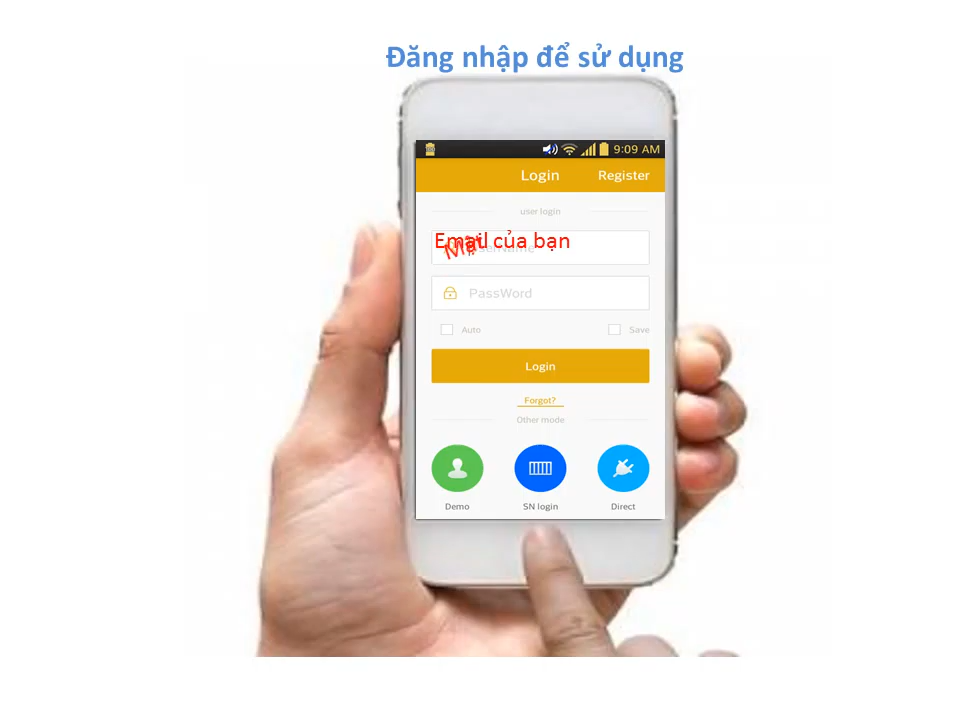 Đăng nhập để sử dụng
9:09 AM
Login Register
user login
Email của bạn
PassWord
Auto Save
Login
Forgot?
Other mode
Demo SN login Direct